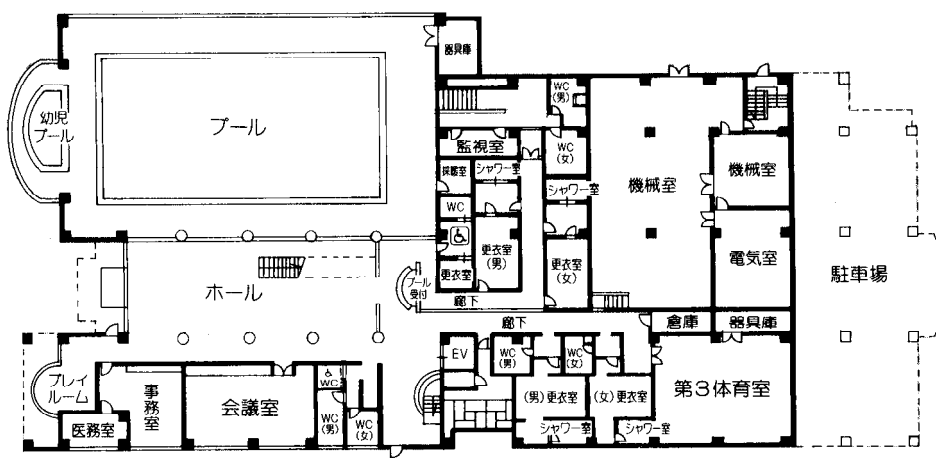 器具庫
幼児
プール
プール
WC
(男)
監視室
WC
(女)
採暖室
シャワー室
シャワー室
機械室
機械室
WC
更衣室
(男)
更衣室
(女)
電気室
駐車場
更衣室
プール
受付
ホール
廊下
廊下
倉庫
器具庫
EV
WC
(男)
WC
(女)
プレイ
ルーム
事務室
会議室
WC
WC
(男)
WC
(女)
(男)更衣室
(女)更衣室
第3体育室
医務室
シャワー室
シャワー室